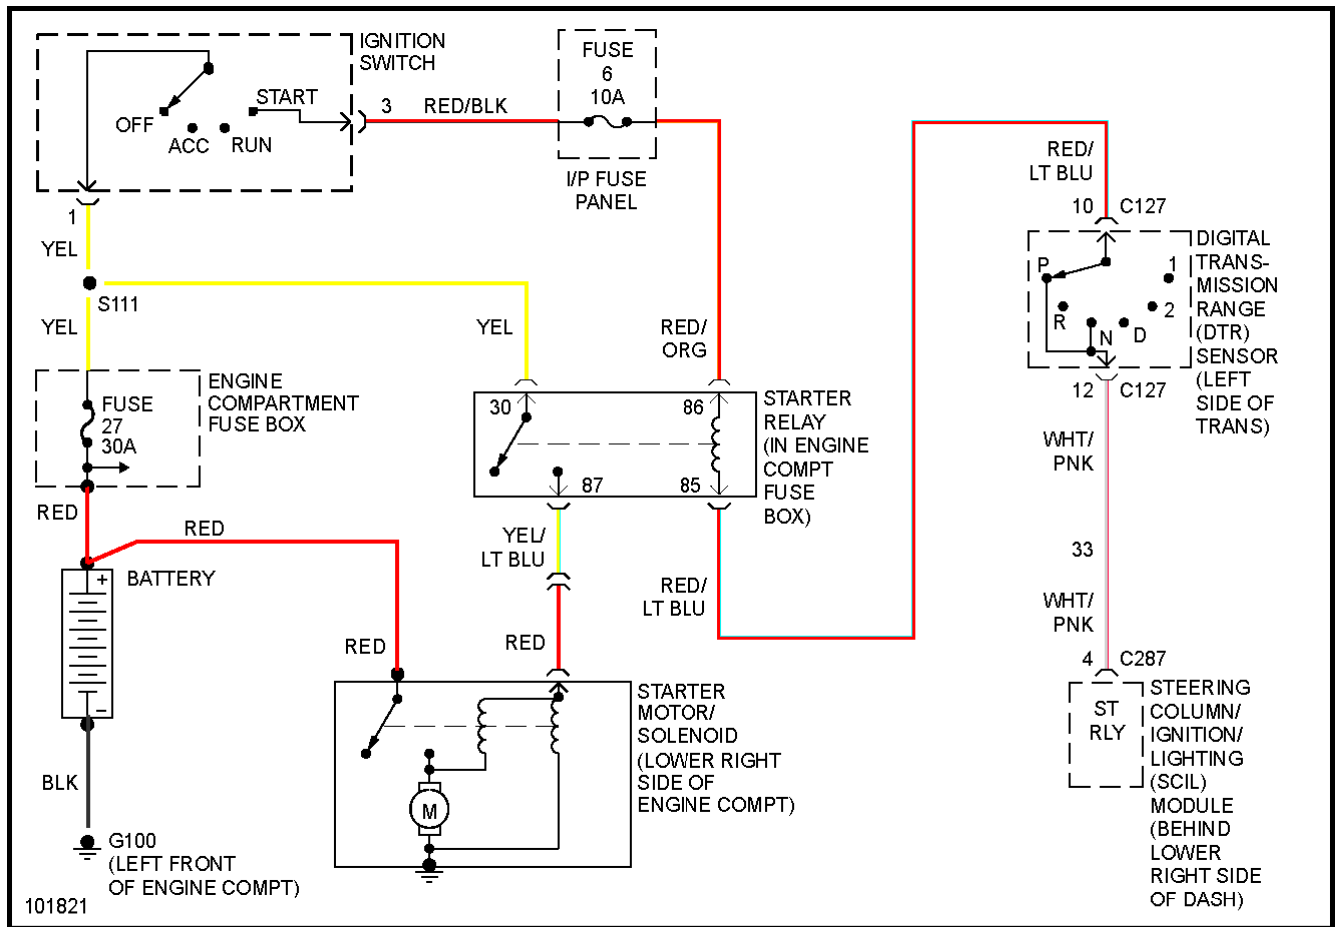 IGNITION
SWITCH
OFF
ACC
RUN
START
3
RED/BLK
FUSE
6
10A
I/P FUSE
PANEL
1
YEL
S111
YEL
YEL
RED/
ORG
RED/
LT BLU
10
C127
DIGITAL
TRANS-
MISSION
RANGE
(DTR)
SENSOR
(LEFT
SIDE OF
TRANS)
P
R
N
D
2
1
12
C127
WHT/
PNK
33
WHT/
PNK
4
C287
ST
RLY
STEERING
COLUMN/
IGNITION/
LIGHTING
(SCIL)
MODULE
(BEHIND
LOWER
RIGHT SIDE
OF DASH)
FUSE
27
30A
ENGINE
COMPARTMENT
FUSE BOX
30
86
87
85
STARTER
RELAY
(IN ENGINE
COMPT
FUSE
BOX)
RED
RED
YEL/
LT BLU
RED/
LT BLU
+
BATTERY
–
RED
RED
STARTER
MOTOR/
SOLENOID
(LOWER RIGHT
SIDE OF
ENGINE COMPT)
M
BLK
G100
(LEFT FRONT
OF ENGINE COMPT)
101821